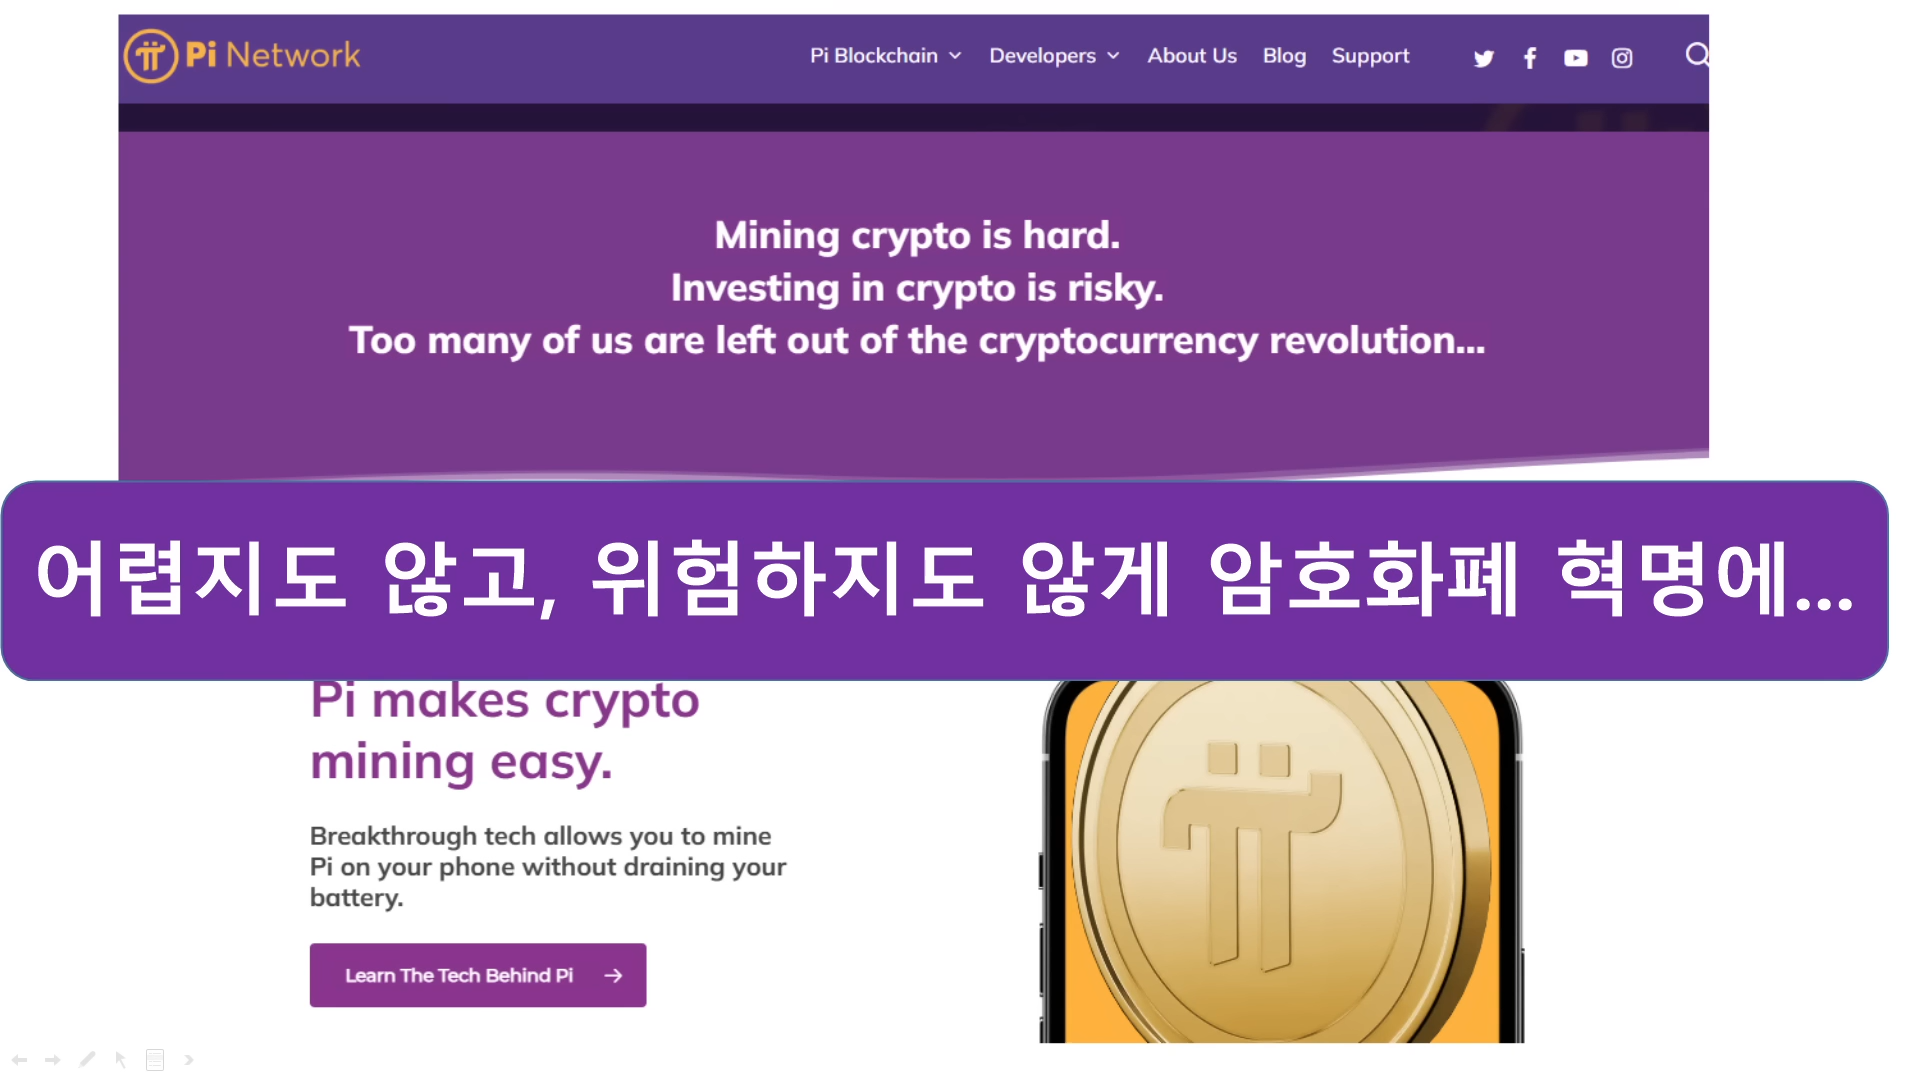 Pi Network
Pi Blockchain Developers About Us Blog Support
Mining crypto is hard.
Investing in crypto is risky.
Too many of us are left out of the cryptocurrency revolution...
어렵지도 않고, 위험하지도 않게 암호화폐 혁명에...
Pi makes crypto
mining easy.
Breakthrough tech allows you to mine
Pi on your phone without draining your
battery.
Learn The Tech Behind Pi